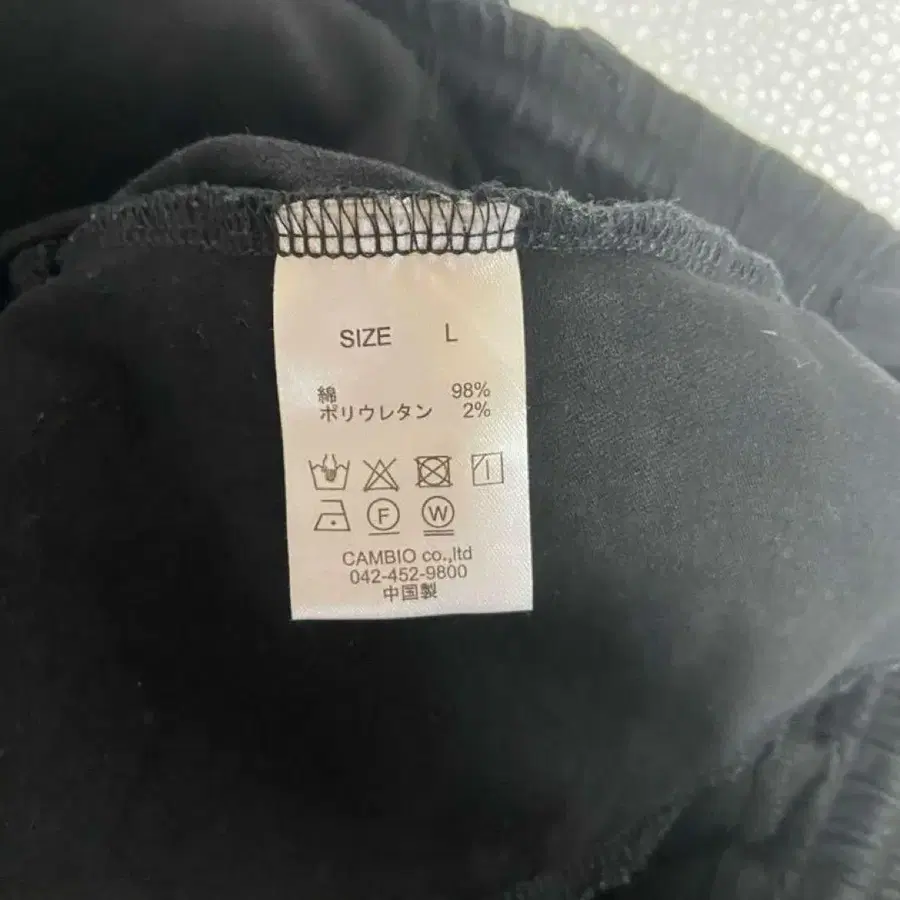 SIZE L
綿 98%
ポリウレタン 2%
F W
CAMBIO co.,ltd
042-452-9800
中国製